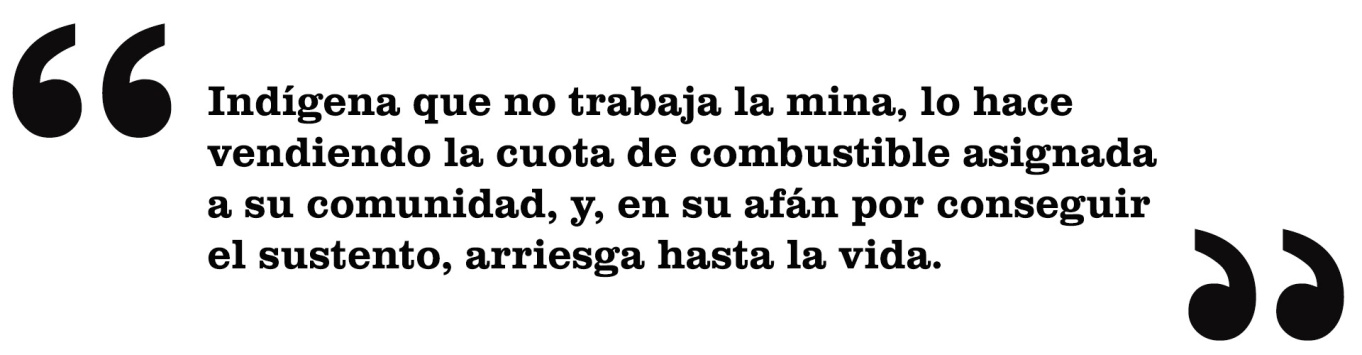 “Indígena que no trabaja la mina, lo hace
vendiendo la cuota de combustible asignada
a su comunidad, y, en su afán por conseguir
el sustento, arriesga hasta la vida.”